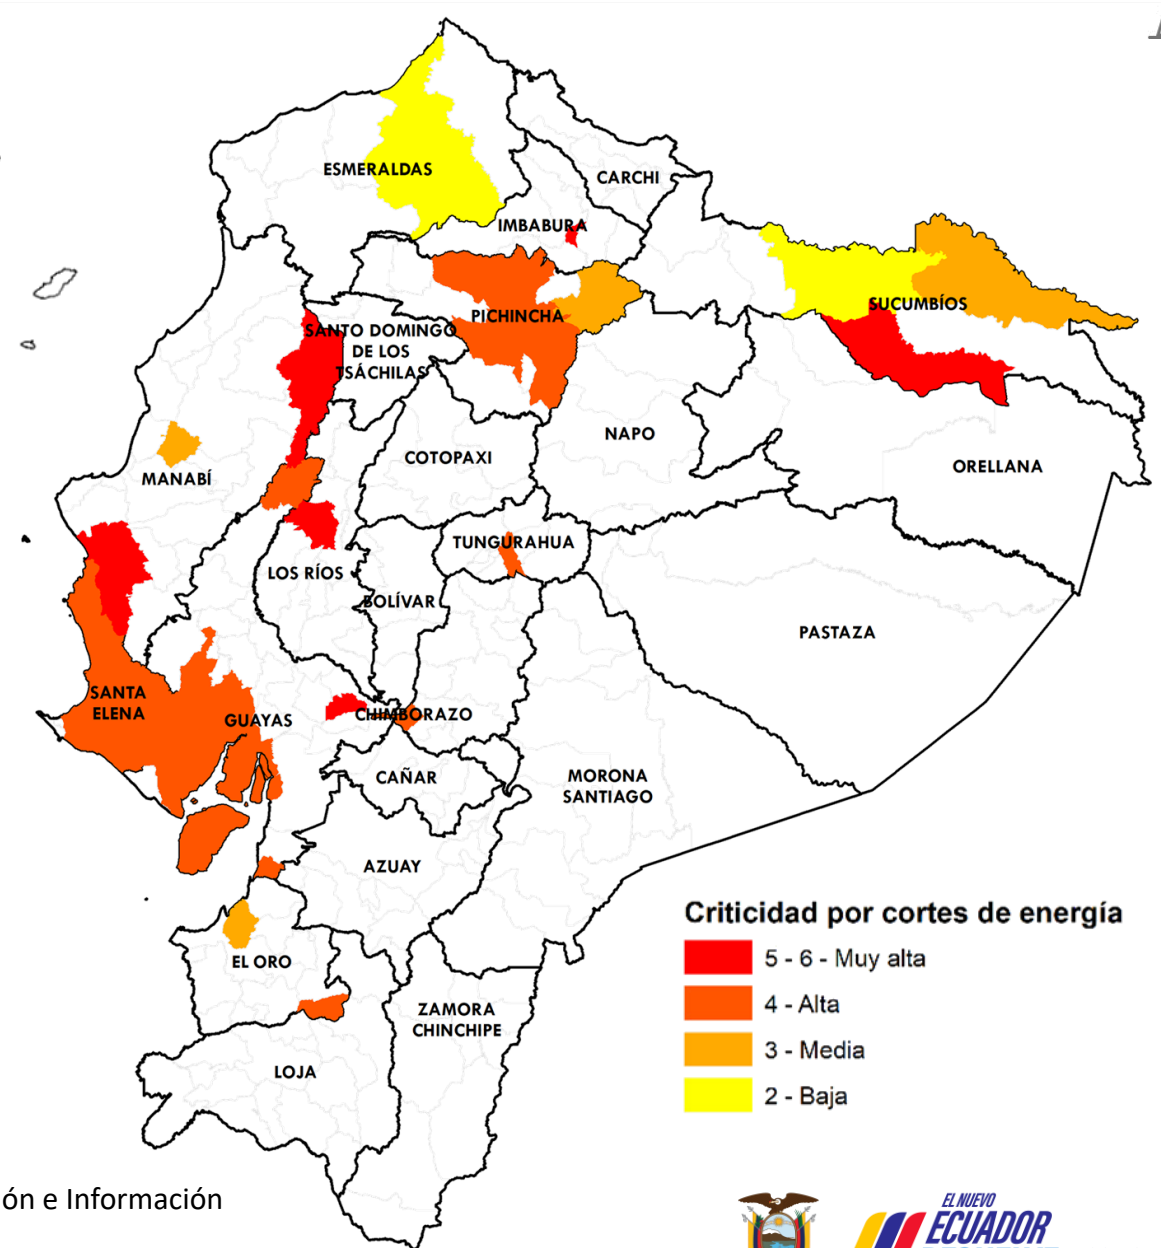 ESMERALDAS
CARCHI
IMBABURA
SUCUMBÍOS
PICHINCHA
SANTO DOMINGO
DE LOS
TSÁCHILAS
NAPO
COTOPAXI
ORELLANA
MANABÍ
TUNGURAHUA
LOS RÍOS
BOLÍVAR
PASTAZA
SANTA
ELENA
GUAYAS
CHIMBORAZO
CAÑAR
MORONA
SANTIAGO
AZUAY
EL ORO
ZAMORA
CHINCHIPE
LOJA
Criticidad por cortes de energía
5 - 6 - Muy alta
4 - Alta
3 - Media
2 - Baja
ón e Información
EL NUEVO
ECUADOR